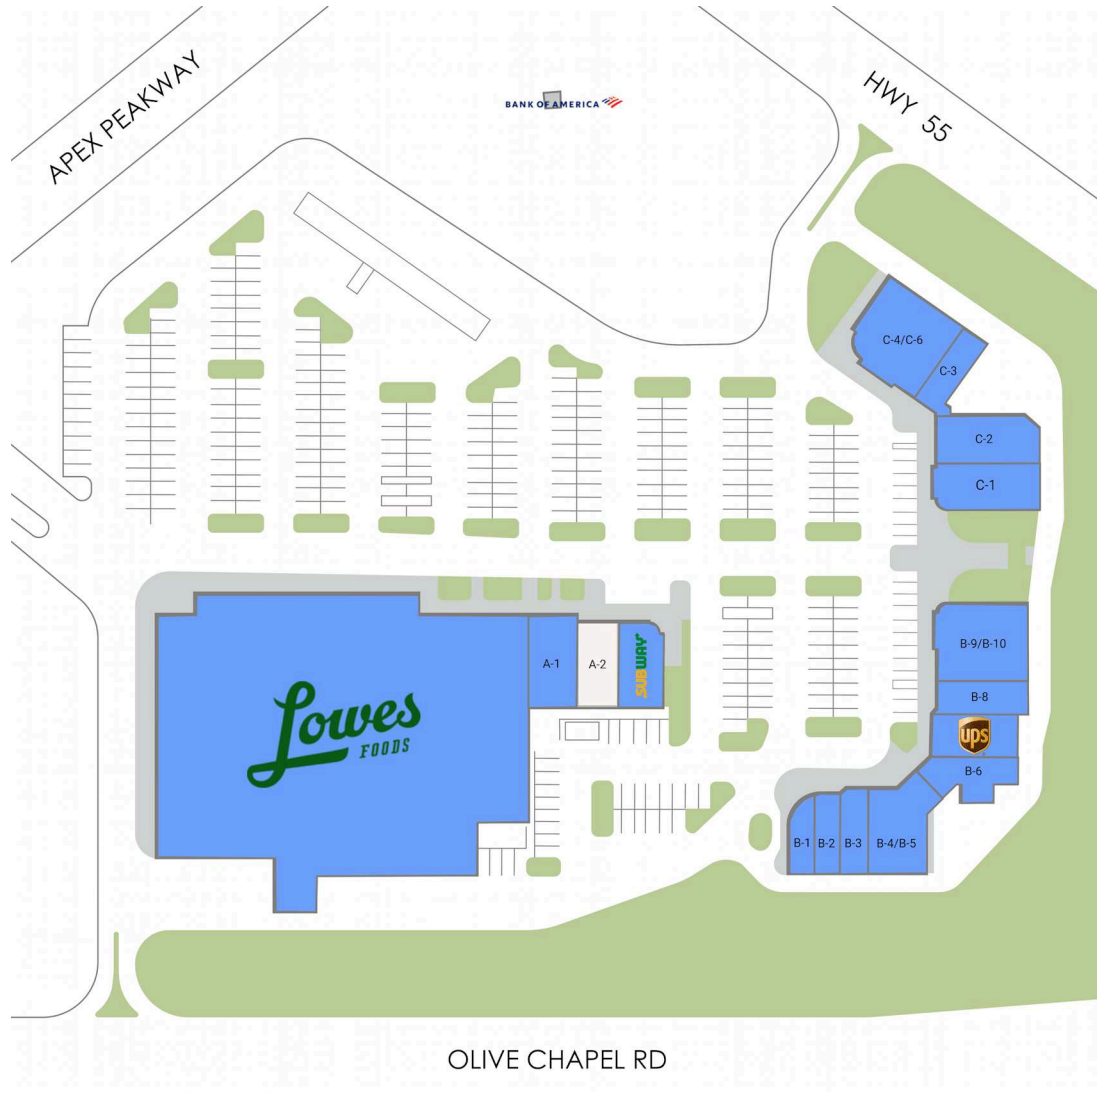 APEX PEAKWAY
BANK OF AMERICA
HWY 55
C-4/C-6
C-3
C-2
C-1
Lowes
FOODS
A-1
A-2
SUBWAY
B-9/B-10
B-8
ups
B-6
B-1
B-2
B-3
B-4/B-5
OLIVE CHAPEL RD